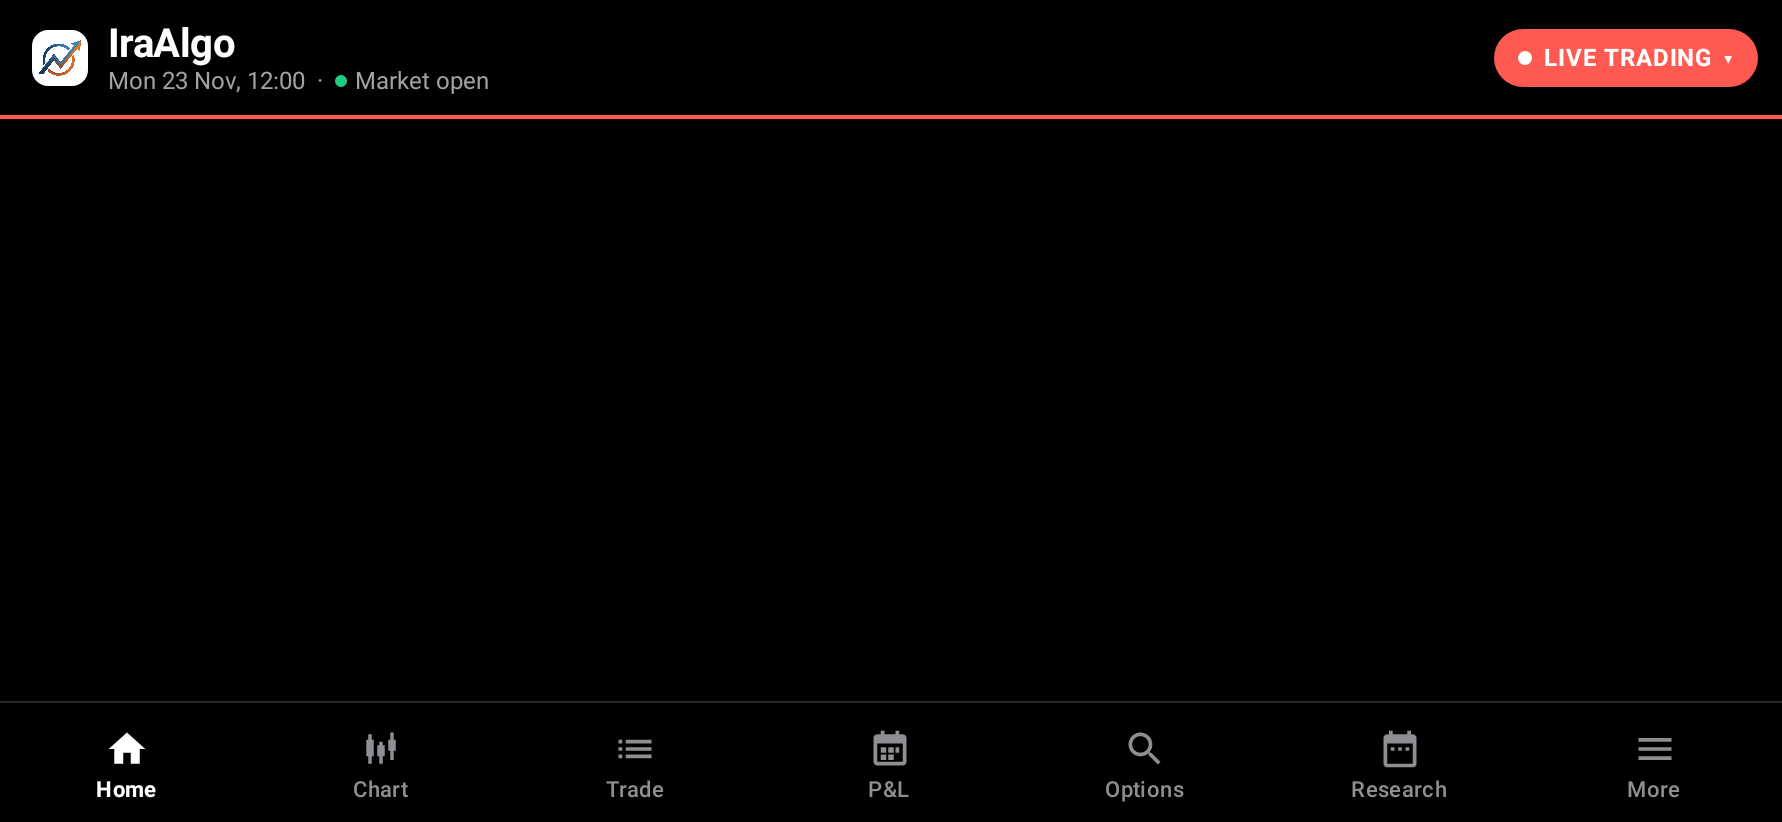 IraAlgo
Mon 23 Nov, 12:00 · Market open
LIVE TRADING ▾
Home
Chart
Trade
P&L
Options
Research
More